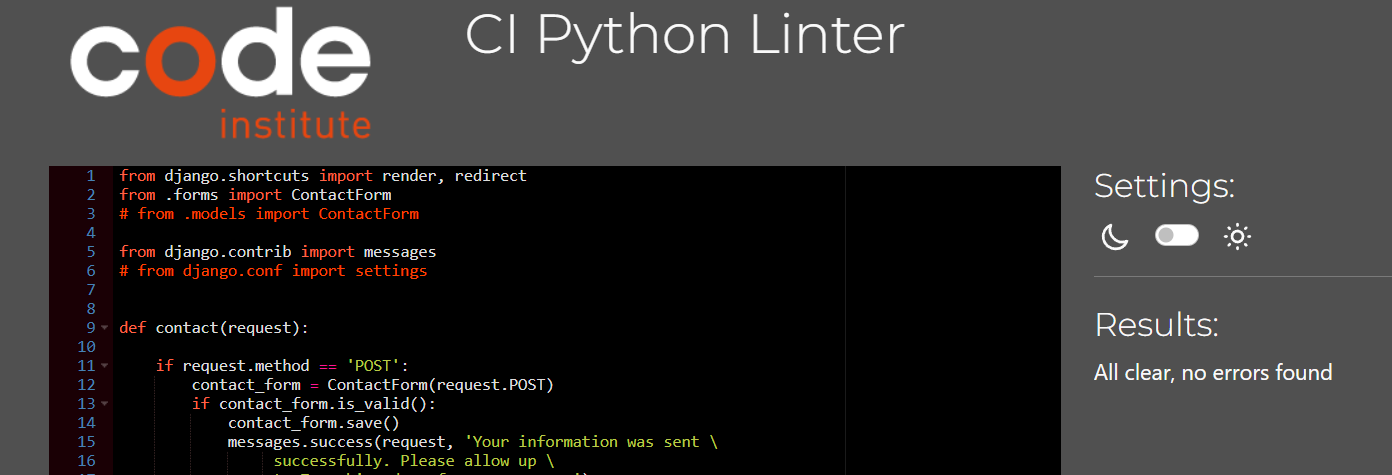 code
institute
CI Python Linter
1 from django.shortcuts import render, redirect
2 from .forms import ContactForm
3 # from .models import ContactForm
4
5 from django.contrib import messages
6 # from django.conf import settings
7
8
9 def contact(request):
10
11     if request.method == 'POST':
12         contact_form = ContactForm(request.POST)
13         if contact_form.is_valid():
14             contact_form.save()
15             messages.success(request, 'Your information was sent \
16                  successfully. Please allow up \
Settings:
Results:
All clear, no errors found